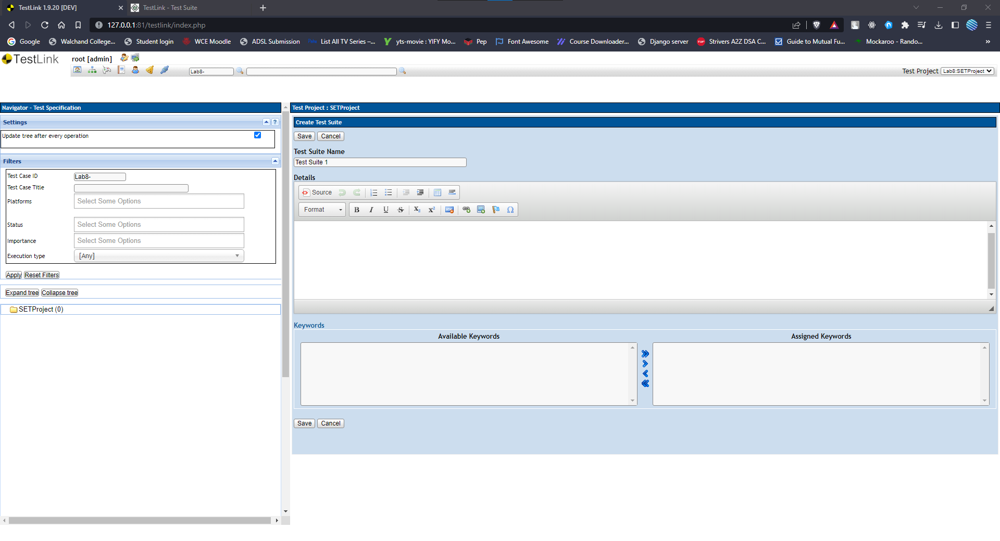 TestLink 1.9.20 [DEV]
TestLink - Test Suite
127.0.0.1:81/testlink/index.php
Google
Walchand College...
Student login
WCE Moodle
ADSL Submission
List All TV Series –...
yts-movie : YIFY Mo...
Pep
Font Awesome
Course Downloader...
Django server
Strivers A2Z DSA C...
Guide to Mutual Fu...
Mockaroo - Rando...
»
TestLink
root [admin]
Lab8-
Test Project Lab8:SETProject
Navigator - Test Specification
Settings
?
Update tree after every operation
Filters
Test Case ID Lab8-
Test Case Title
Platforms Select Some Options
Status Select Some Options
Importance Select Some Options
Execution type [Any]
Apply Reset Filters
Expand tree Collapse tree
SETProject (0)
Test Project : SETProject
Create Test Suite
Save Cancel
Test Suite Name
Test Suite 1
Details
Source
Format B I U S X₂ X² Ω
Keywords
Available Keywords
Assigned Keywords
Save Cancel